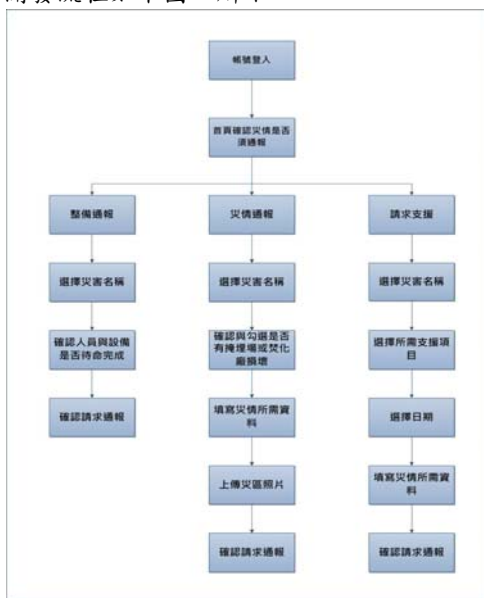 帳號登入
首頁確認災情是否
須通報
整備通報
災情通報
請求支援
選擇災害名稱
選擇災害名稱
選擇災害名稱
確認人員與設備
是否待命完成
確認與勾選是否
有掩埋場或焚化
廠損壞
選擇所需支援項
目
確認請求通報
填寫災情所需資
料
選擇日期
上傳災區照片
填寫災情所需資
料
確認請求通報
確認請求通報